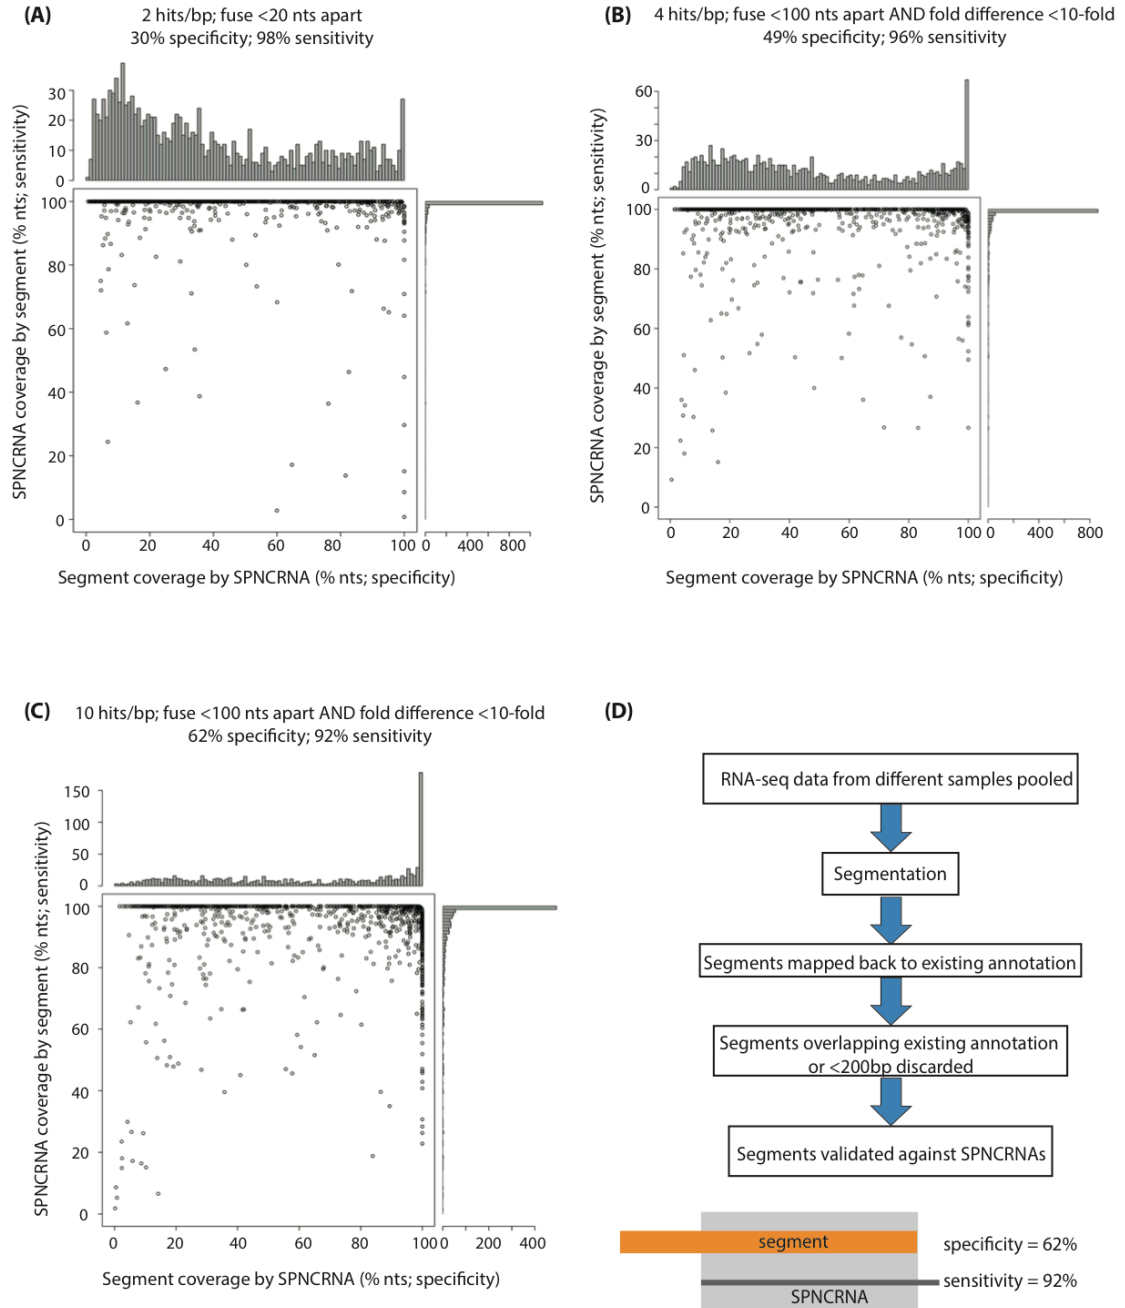 (A)
2 hits/bp; fuse <20 nts apart
30% specificity; 98% sensitivity
30
20
10
0
100
80
60
40
20
0
SPNCRNA coverage by segment (% nts; sensitivity)
0 20 40 60 80 100 0 400 800
Segment coverage by SPNCRNA (% nts; specificity)
(B)
4 hits/bp; fuse <100 nts apart AND fold difference <10-fold
49% specificity; 96% sensitivity
60
30
0
100
80
60
40
20
0
SPNCRNA coverage by segment (% nts; sensitivity)
0 20 40 60 80 100 0 400 800
Segment coverage by SPNCRNA (% nts; specificity)
(C)
10 hits/bp; fuse <100 nts apart AND fold difference <10-fold
62% specificity; 92% sensitivity
150
100
50
0
100
80
60
40
20
0
SPNCRNA coverage by segment (% nts; sensitivity)
0 20 40 60 80 100 0 200 400
Segment coverage by SPNCRNA (% nts; specificity)
(D)
RNA-seq data from different samples pooled
Segmentation
Segments mapped back to existing annotation
Segments overlapping existing annotation
or <200bp discarded
Segments validated against SPNCRNAs
segment
specificity = 62%
sensitivity = 92%
SPNCRNA